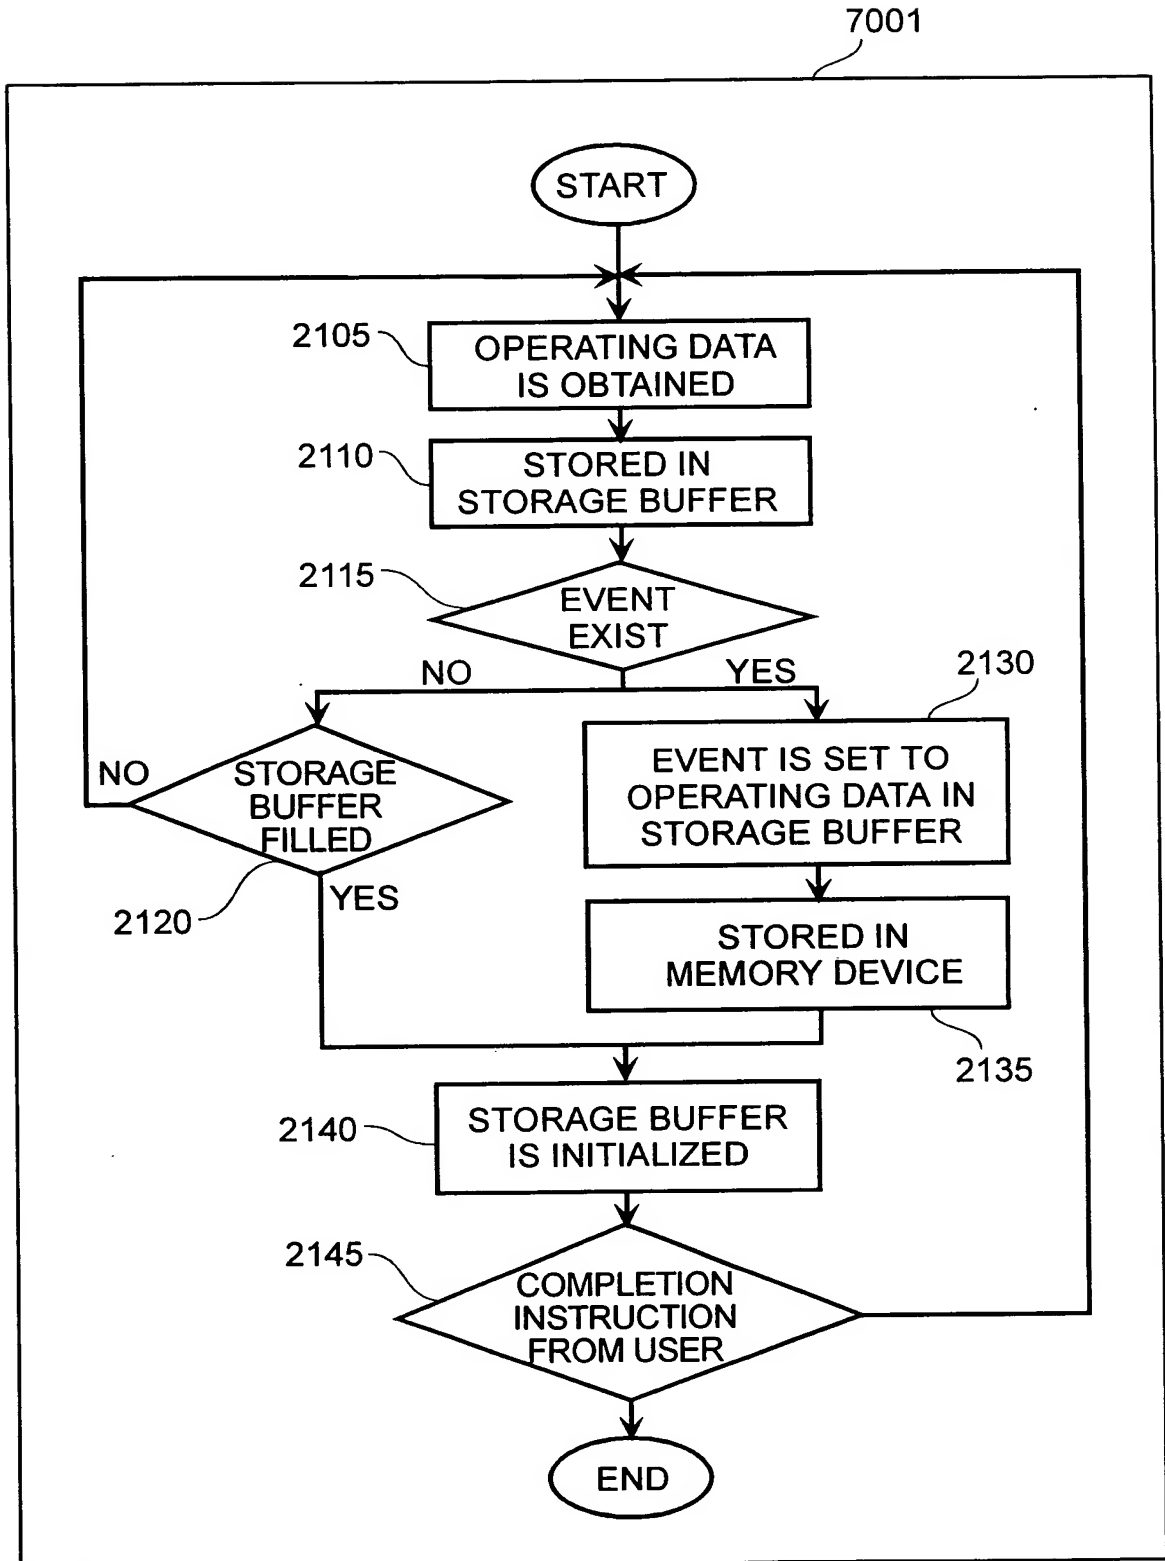 7001
START
2105
OPERATING DATA
IS OBTAINED
2110
STORED IN
STORAGE BUFFER
2115
EVENT
EXIST
NO
YES
2130
NO
STORAGE
BUFFER
FILLED
EVENT IS SET TO
OPERATING DATA IN
STORAGE BUFFER
2120
YES
STORED IN
MEMORY DEVICE
2135
2140
STORAGE BUFFER
IS INITIALIZED
2145
COMPLETION
INSTRUCTION
FROM USER
END